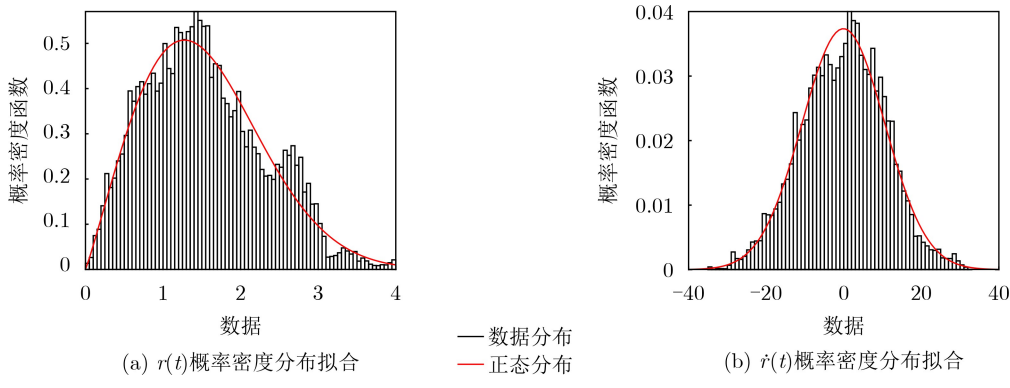 概率密度函数
0.5
0.4
0.3
0.2
0.1
0
0 1 2 3 4
数据
(a) r(t)概率密度分布拟合
数据分布
正态分布
概率密度函数
0.04
0.03
0.02
0.01
0
−40 −20 0 20 40
数据
(b) ṙ(t)概率密度分布拟合